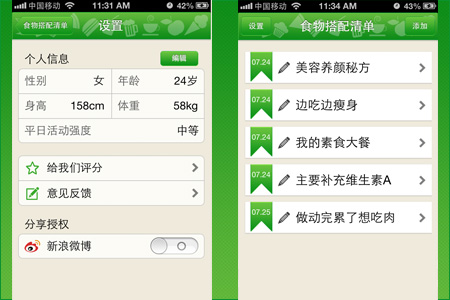 中国移动 11:31 AM 42%
食物搭配清单 设置
个人信息 编辑
性别 女 年龄 24岁
身高 158cm 体重 58kg
平日活动强度 中等
给我们评分
意见反馈
分享授权
新浪微博
中国移动 11:34 AM 43%
设置 食物搭配清单 添加
07.24 美容养颜秘方
07.24 边吃边瘦身
07.24 我的素食大餐
07.24 主要补充维生素A
07.25 做动完累了想吃肉